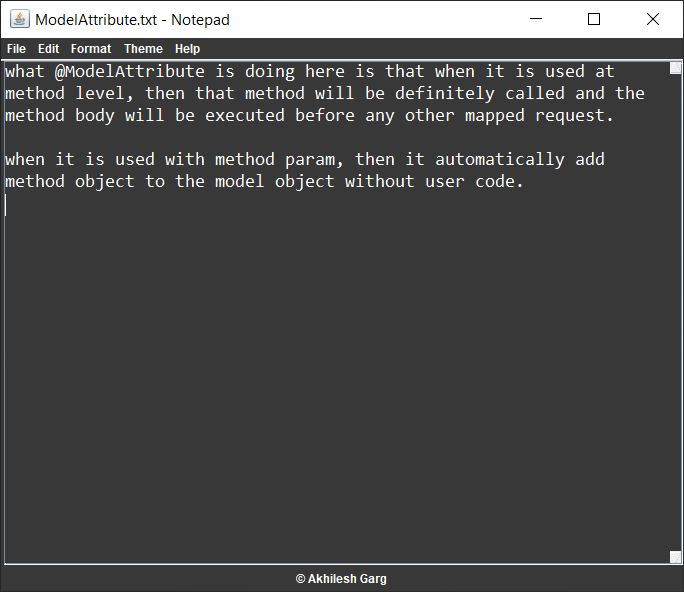 ModelAttribute.txt - Notepad
File Edit Format Theme Help
what @ModelAttribute is doing here is that when it is used at
method level, then that method will be definitely called and the
method body will be executed before any other mapped request.
when it is used with method param, then it automatically add
method object to the model object without user code.
© Akhilesh Garg